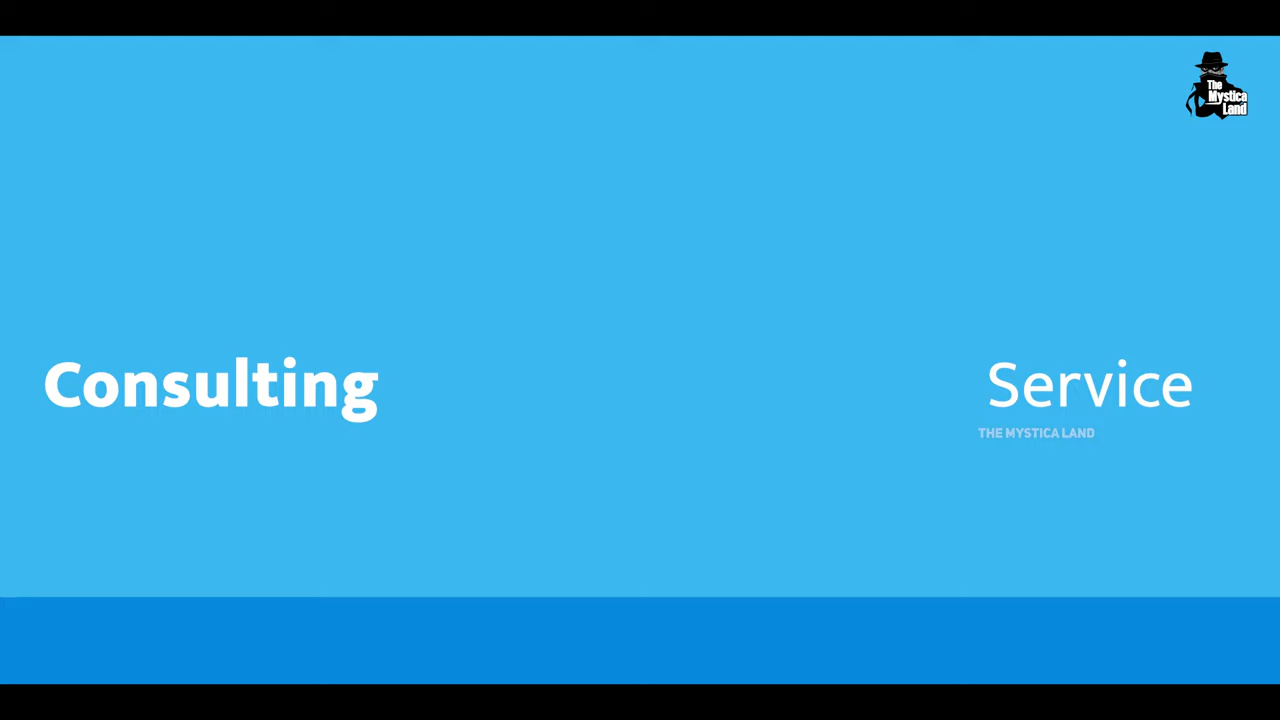 The
Mystica
Land
Consulting Service
THE MYSTICA LAND